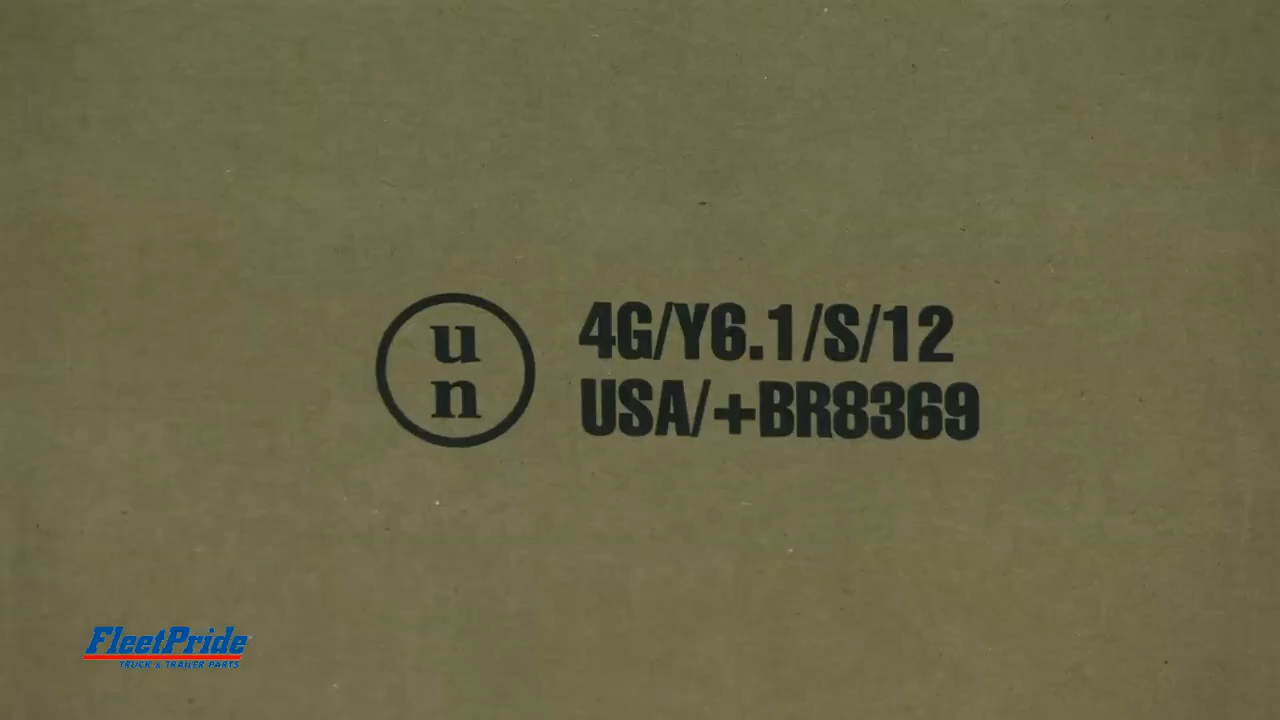 u
n
4G/Y6.1/S/12
USA/+BR8369
FleetPride
TRUCK & TRAILER PARTS